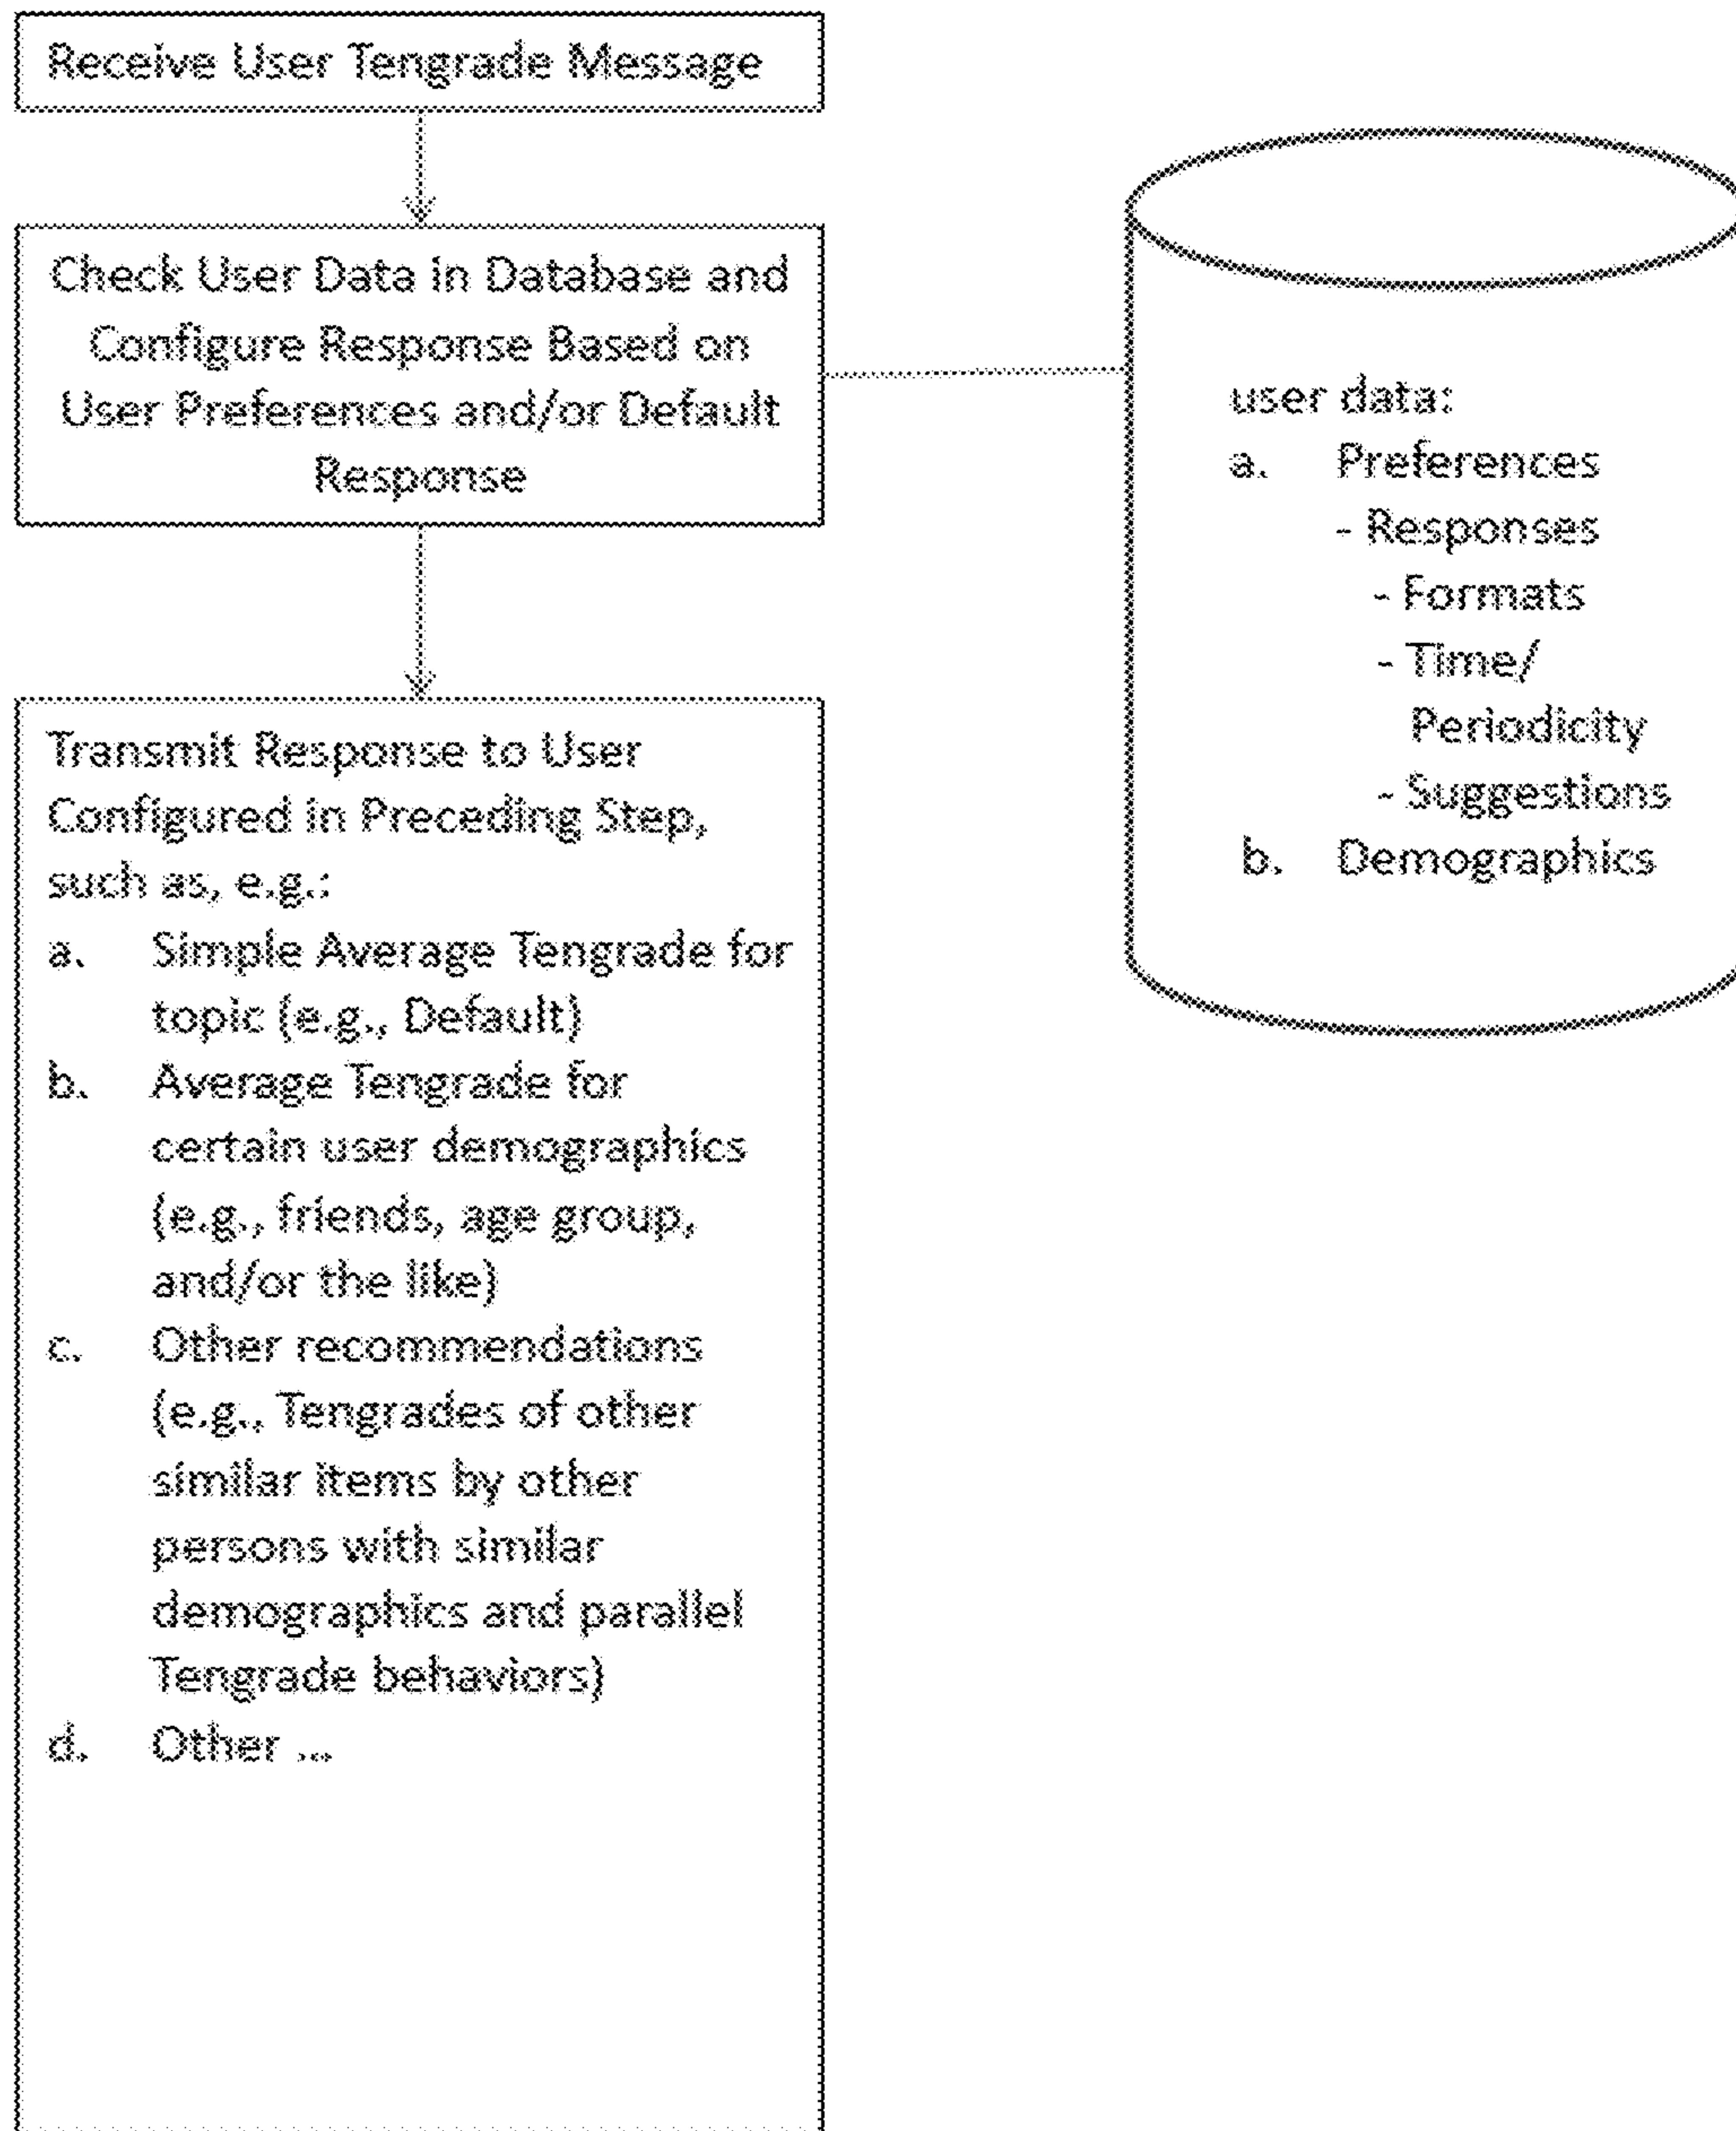 Receive User Tengrade Message
Check User Data in Database and
Configure Response Based on
User Preferences and/or Default
Response
user data:
a. Preferences
- Responses
- Formats
- Time/
Periodicity
- Suggestions
b. Demographics
Transmit Response to User
Configured in Preceding Step,
such as, e.g.:
a. Simple Average Tengrade for
topic (e.g., Default)
b. Average Tengrade for
certain user demographics
(e.g., friends, age group,
and/or the like)
c. Other recommendations
(e.g., Tengrades of other
similar items by other
persons with similar
demographics and parallel
Tengrade behaviors)
d. Other ...